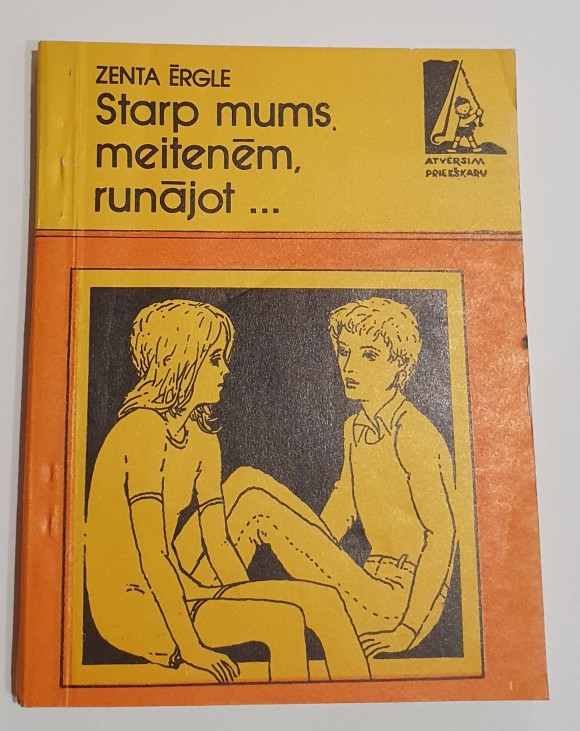 ZENTA ĒRGLE
Starp mums,
meitenēm,
runājot ...
ATVĒRSIM
PRIEKŠKARU